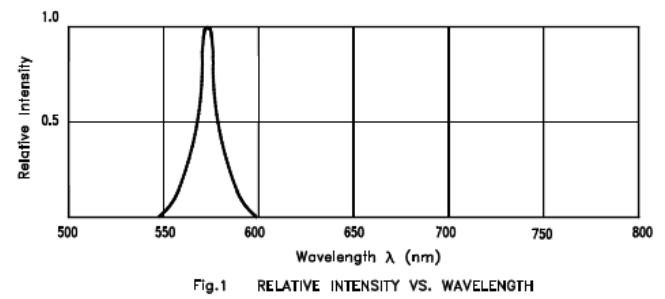 1.0
Relative Intensity
0.5
500 550 600 650 700 750 800
Wavelength λ (nm)
Fig.1 RELATIVE INTENSITY VS. WAVELENGTH